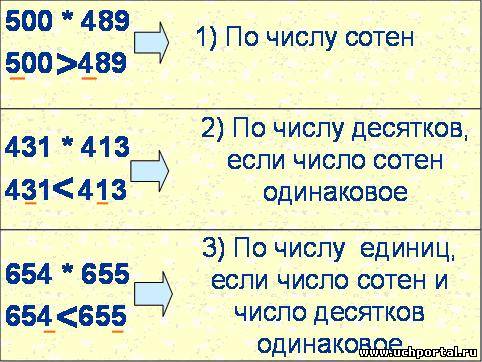 500 * 489
500>489
1) По числу сотен
431 * 413
431<413
2) По числу десятков,
если число сотен
одинаковое
654 * 655
654<655
3) По числу единиц,
если число сотен и
число десятков
одинаковое
www.uchportal.ru